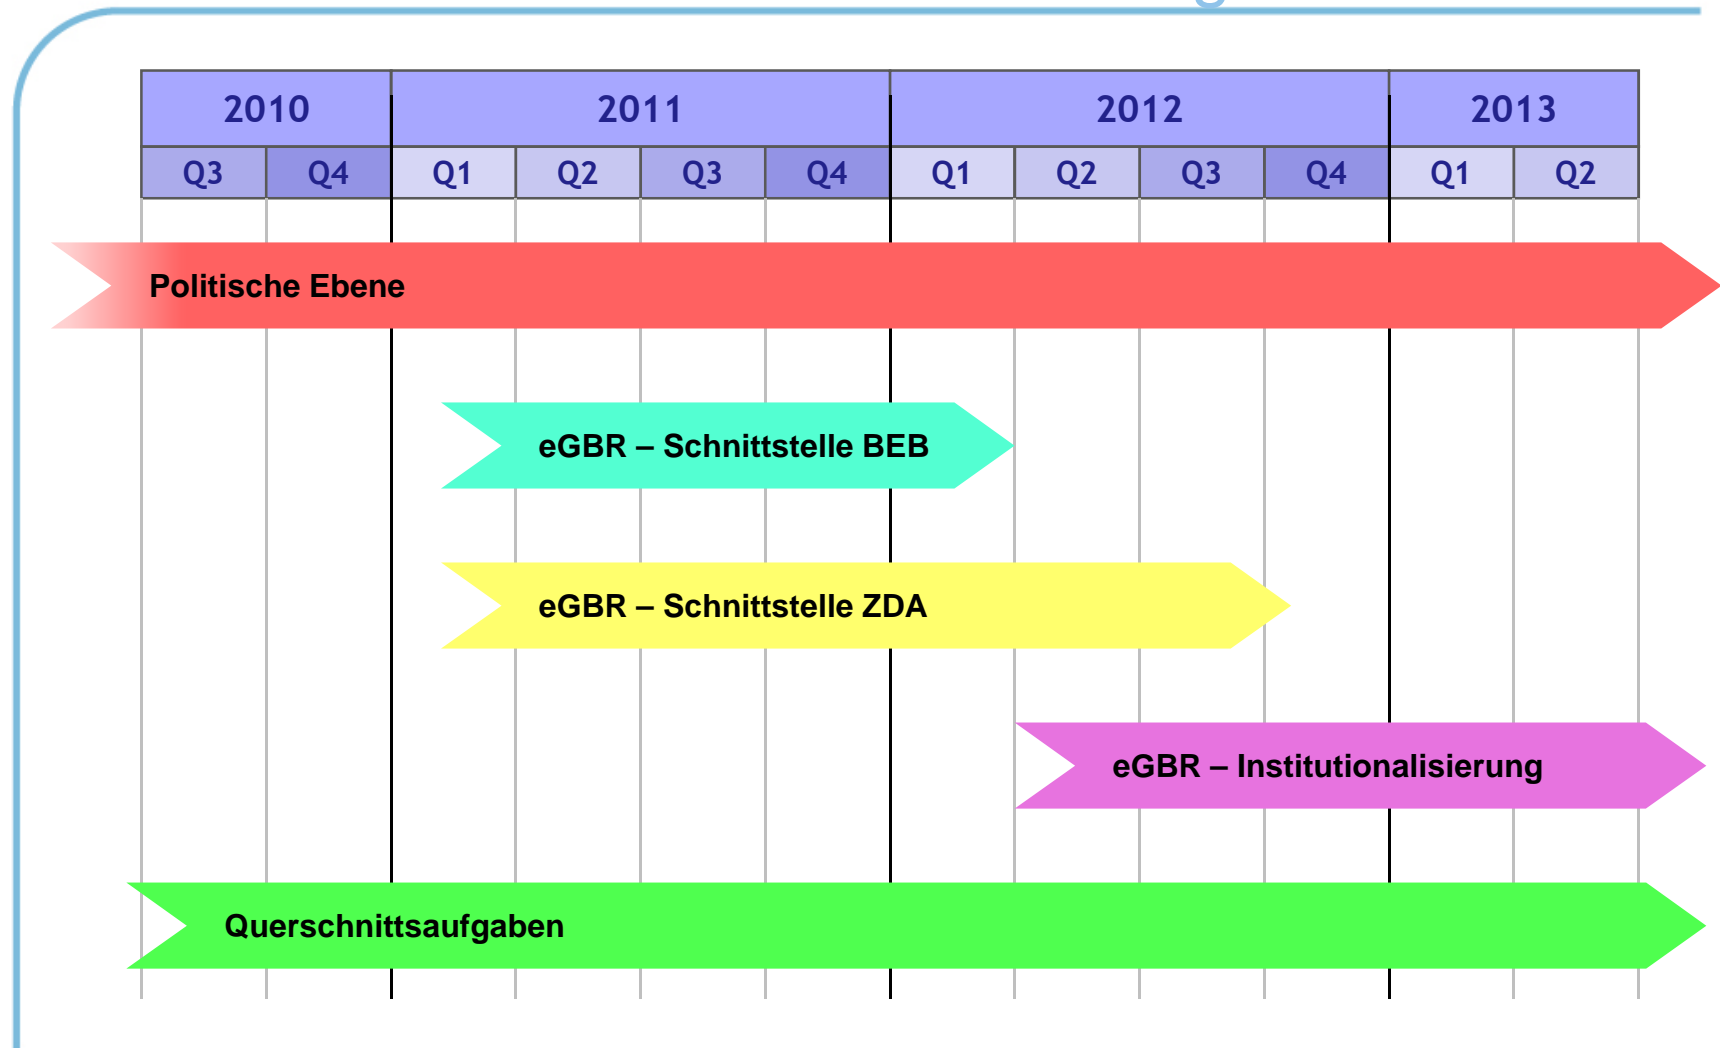 2010 2011 2012 2013
Q3 Q4 Q1 Q2 Q3 Q4 Q1 Q2 Q3 Q4 Q1 Q2
Politische Ebene
eGBR – Schnittstelle BEB
eGBR – Schnittstelle ZDA
eGBR – Institutionalisierung
Querschnittsaufgaben